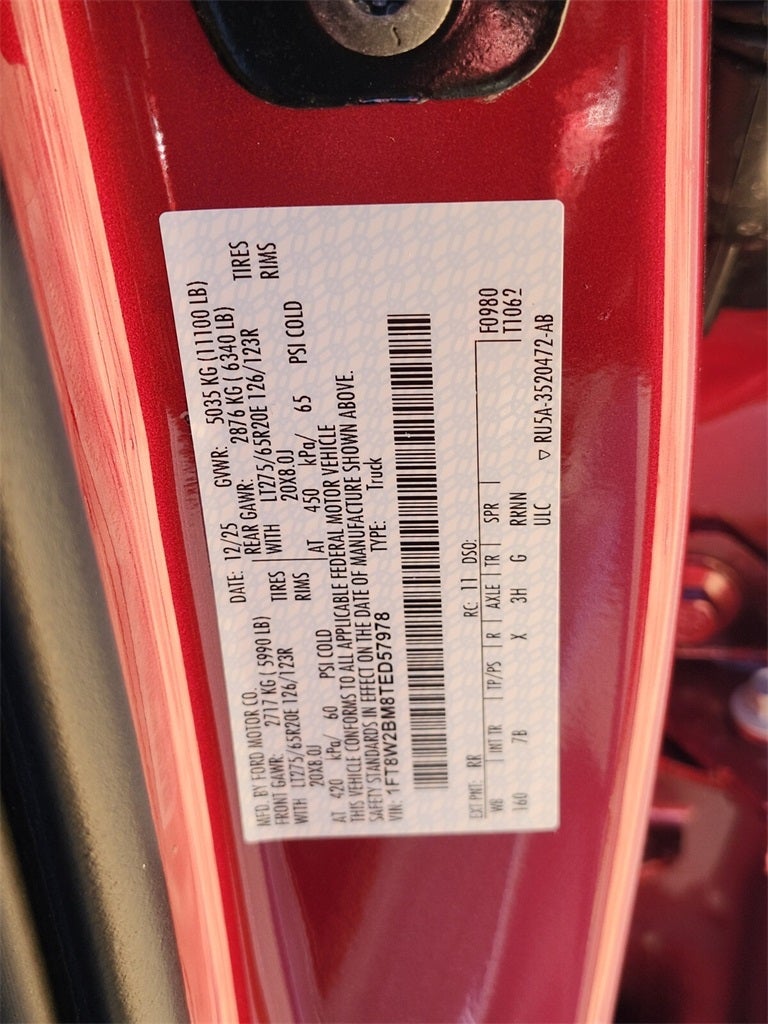 MFD. BY FORD MOTOR CO.
DATE: 12/25 GVWR: 5035 KG (11100 LB)
FRONT GAWR: 2717 KG ( 5990 LB) REAR GAWR: 2876 KG ( 6340 LB)
WITH LT275/65R20E 126/123R TIRES WITH LT275/65R20E 126/123R TIRES
20X8.0J RIMS 20X8.0J RIMS
AT 420 kPa/ 60 PSI COLD AT 450 kPa/ 65 PSI COLD
THIS VEHICLE CONFORMS TO ALL APPLICABLE FEDERAL MOTOR VEHICLE
SAFETY STANDARDS IN EFFECT ON THE DATE OF MANUFACTURE SHOWN ABOVE.
VIN: 1FT8W2BM8TED57978 TYPE: Truck
EXT PNT: RR RC: 11 DSO: F0980
WB INT TR TP/PS R AXLE TR SPR T1062
160 7B X 3H G RRNN
ULC ▽ RU5A-3520472-AB